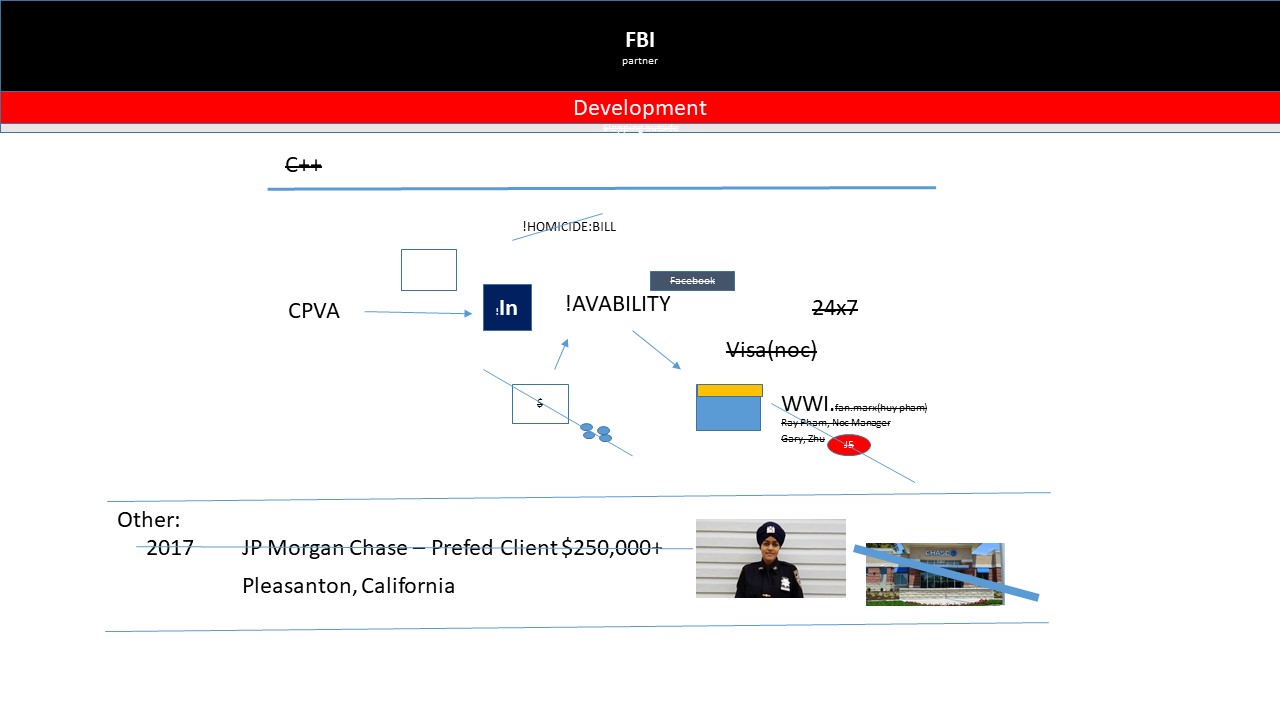 FBI
partner
Development
C++
!HOMICIDE:BILL
Facebook
CPVA
!In
!AVABILITY
24x7
Visa(noc)
$
WWI.fan.marx(huy pham)
Ray Pham, Noc Manager
Gary, Zhu
J5
Other:
2017 JP Morgan Chase – Prefed Client $250,000+
Pleasanton, California
CHASE